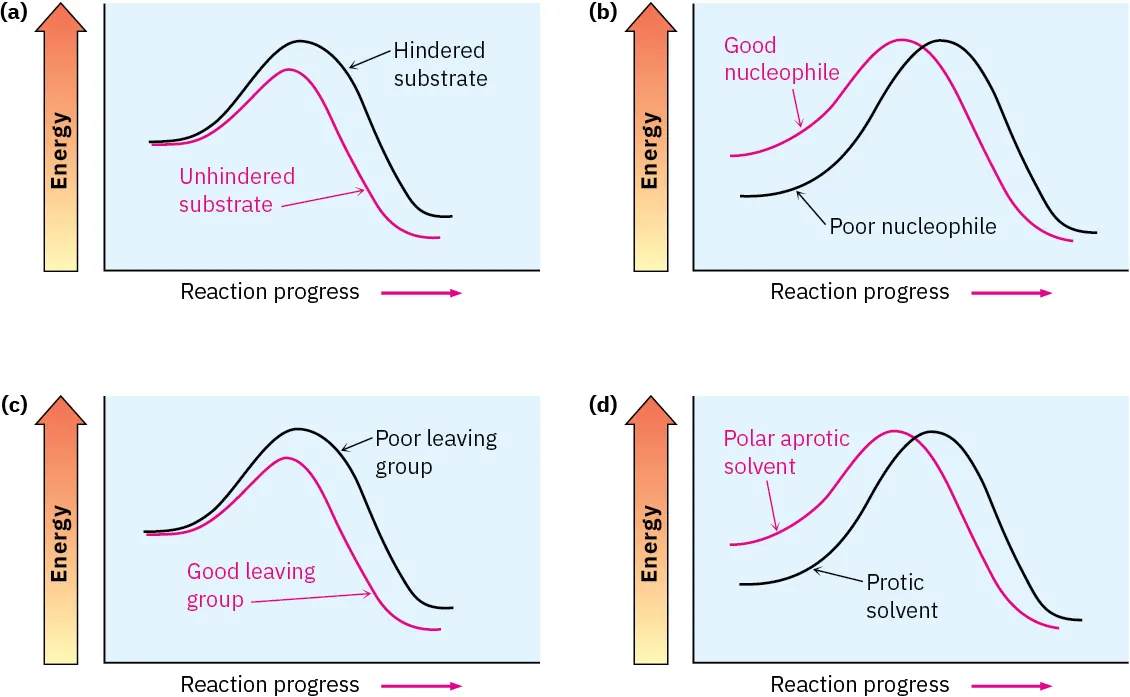 (a)
Energy
Hindered
substrate
Unhindered
substrate
Reaction progress
(b)
Energy
Good
nucleophile
Poor nucleophile
Reaction progress
(c)
Energy
Poor leaving
group
Good leaving
group
Reaction progress
(d)
Energy
Polar aprotic
solvent
Protic
solvent
Reaction progress